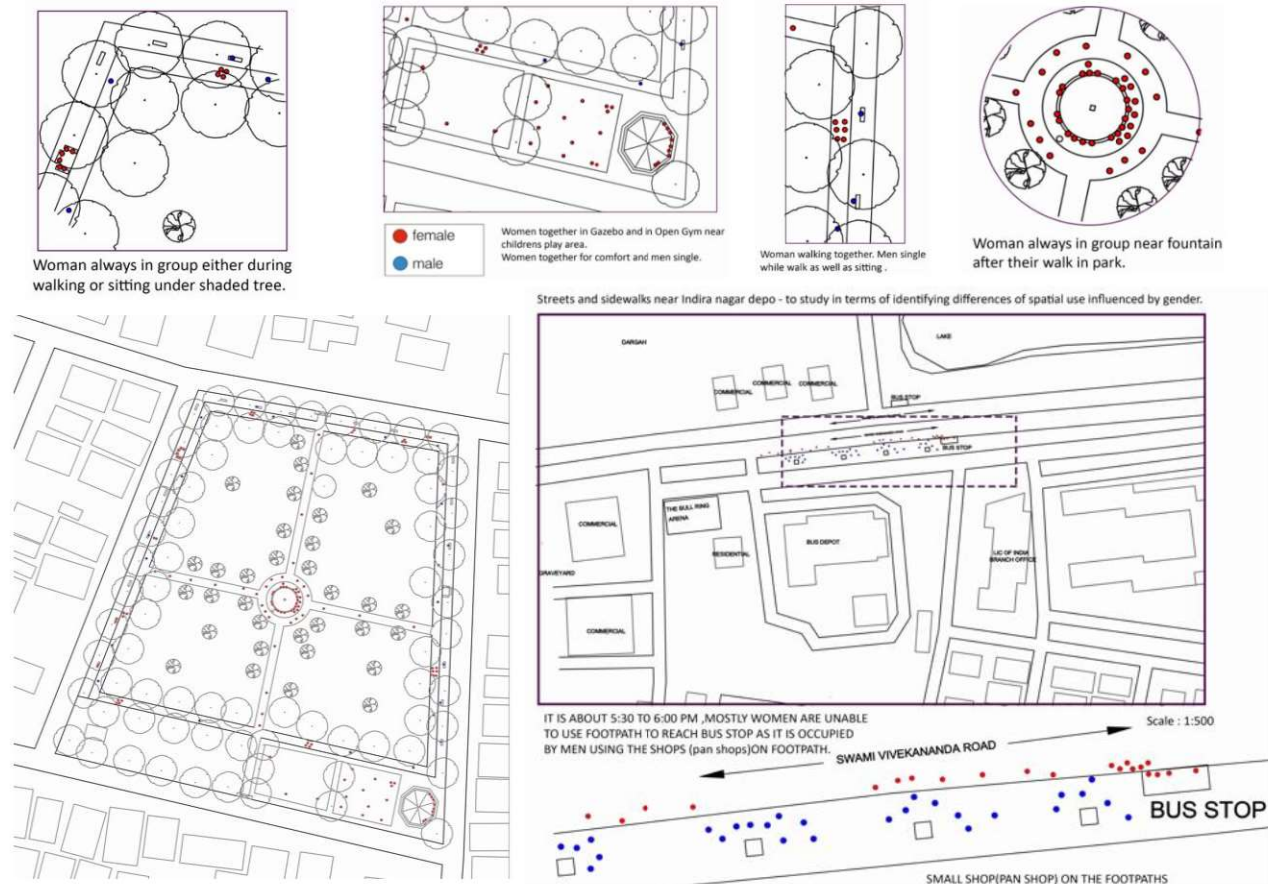 Woman always in group either during
walking or sitting under shaded tree.
female
male
Women together in Gazebo and in Open Gym near
childrens play area.
Women together for comfort and men single.
Woman walking together. Men single
while walk as well as sitting .
Woman always in group near fountain
after their walk in park.
Streets and sidewalks near Indira nagar depo - to study in terms of identifying differences of spatial use influenced by gender.
DARGAH
LAKE
COMMERCIAL
COMMERCIAL
COMMERCIAL
BUS STOP
BUS STOP
COMMERCIAL
THE BULL RING
ARENA
RESIDENTIAL
BUS DEPOT
LIC OF INDIA
BRANCH OFFICE
GRAVEYARD
COMMERCIAL
IT IS ABOUT 5:30 TO 6:00 PM ,MOSTLY WOMEN ARE UNABLE
TO USE FOOTPATH TO REACH BUS STOP AS IT IS OCCUPIED
BY MEN USING THE SHOPS (pan shops)ON FOOTPATH.
Scale : 1:500
SWAMI VIVEKANANDA ROAD
BUS STOP
SMALL SHOP(PAN SHOP) ON THE FOOTPATHS